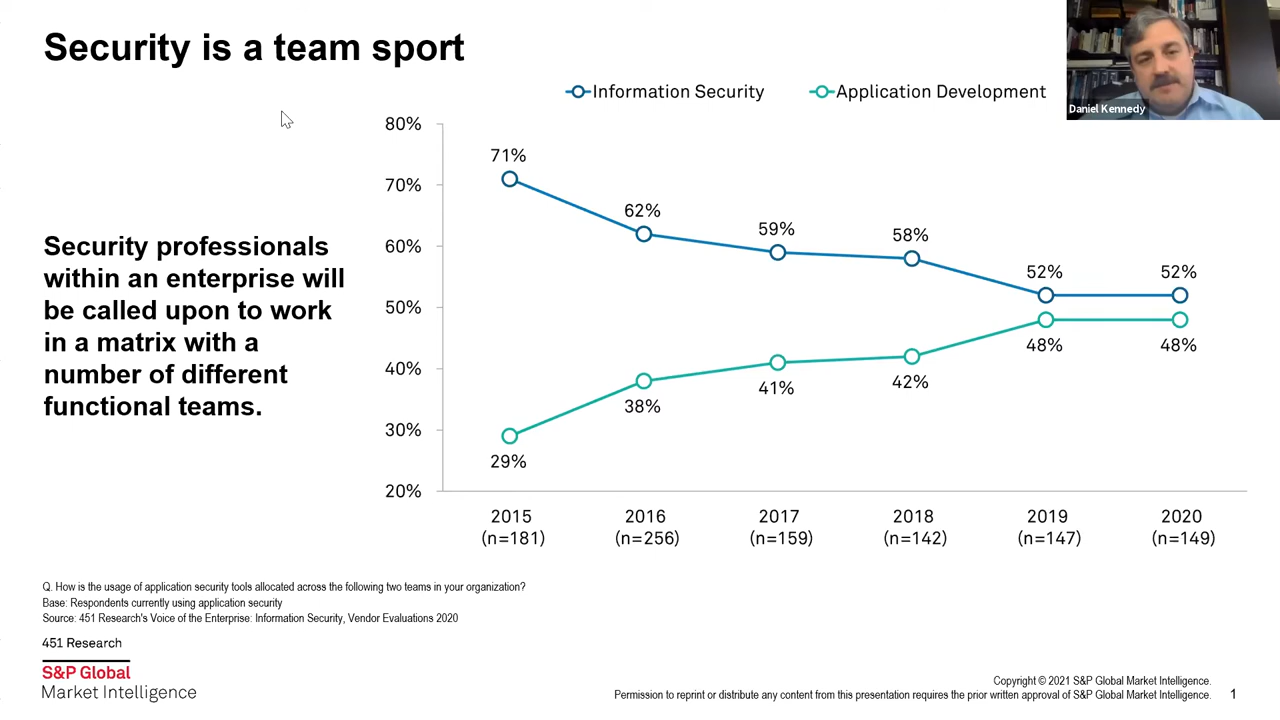 Security is a team sport
Information Security
Application Development
Daniel Kennedy
Security professionals
within an enterprise will
be called upon to work
in a matrix with a
number of different
functional teams.
80%
70%
60%
50%
40%
30%
20%
71%
62%
59%
58%
52%
52%
29%
38%
41%
42%
48%
48%
2015
(n=181)
2016
(n=256)
2017
(n=159)
2018
(n=142)
2019
(n=147)
2020
(n=149)
Q. How is the usage of application security tools allocated across the following two teams in your organization?
Base: Respondents currently using application security
Source: 451 Research's Voice of the Enterprise: Information Security, Vendor Evaluations 2020
451 Research
S&P Global
Market Intelligence
Copyright © 2021 S&P Global Market Intelligence.
Permission to reprint or distribute any content from this presentation requires the prior written approval of S&P Global Market Intelligence.
1